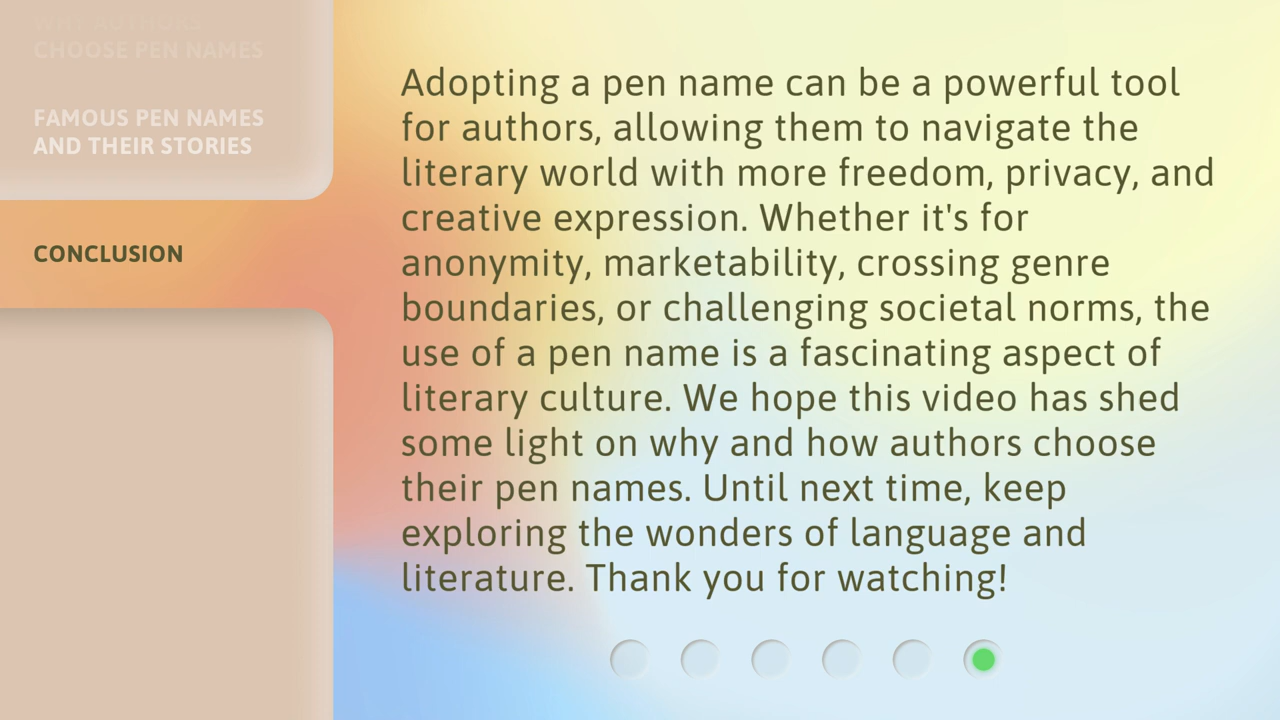 WHY AUTHORS
CHOOSE PEN NAMES
FAMOUS PEN NAMES
AND THEIR STORIES
CONCLUSION
Adopting a pen name can be a powerful tool
for authors, allowing them to navigate the
literary world with more freedom, privacy, and
creative expression. Whether it's for
anonymity, marketability, crossing genre
boundaries, or challenging societal norms, the
use of a pen name is a fascinating aspect of
literary culture. We hope this video has shed
some light on why and how authors choose
their pen names. Until next time, keep
exploring the wonders of language and
literature. Thank you for watching!